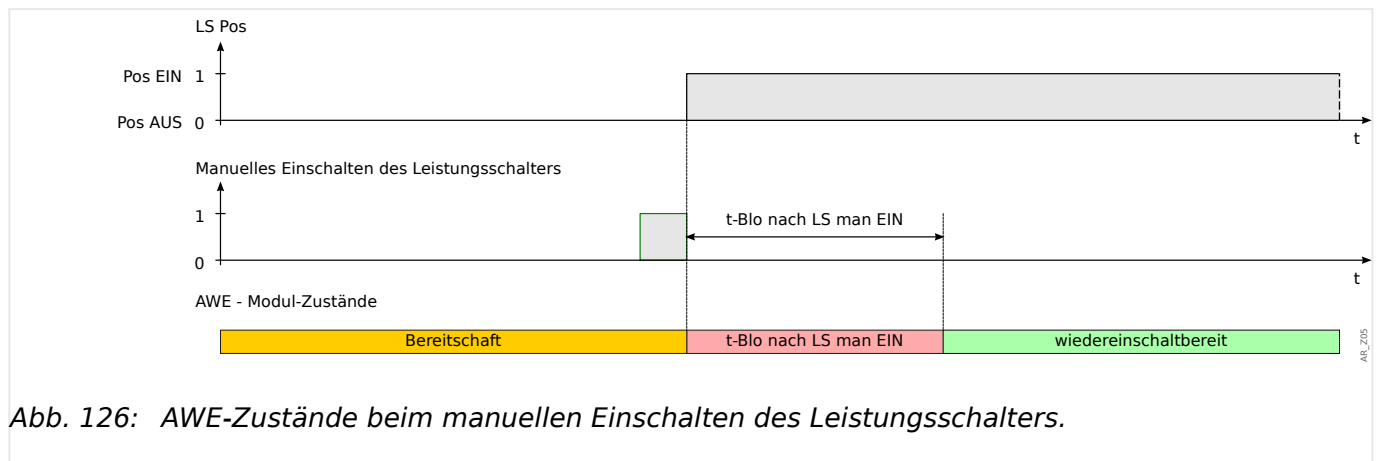 LS Pos
Pos EIN 1
Pos AUS 0
t
Manuelles Einschalten des Leistungsschalters
1
t-Blo nach LS man EIN
0
t
AWE - Modul-Zustände
Bereitschaft t-Blo nach LS man EIN wiedereinschaltbereit
AR_Z05
Abb. 126: AWE-Zustände beim manuellen Einschalten des Leistungsschalters.